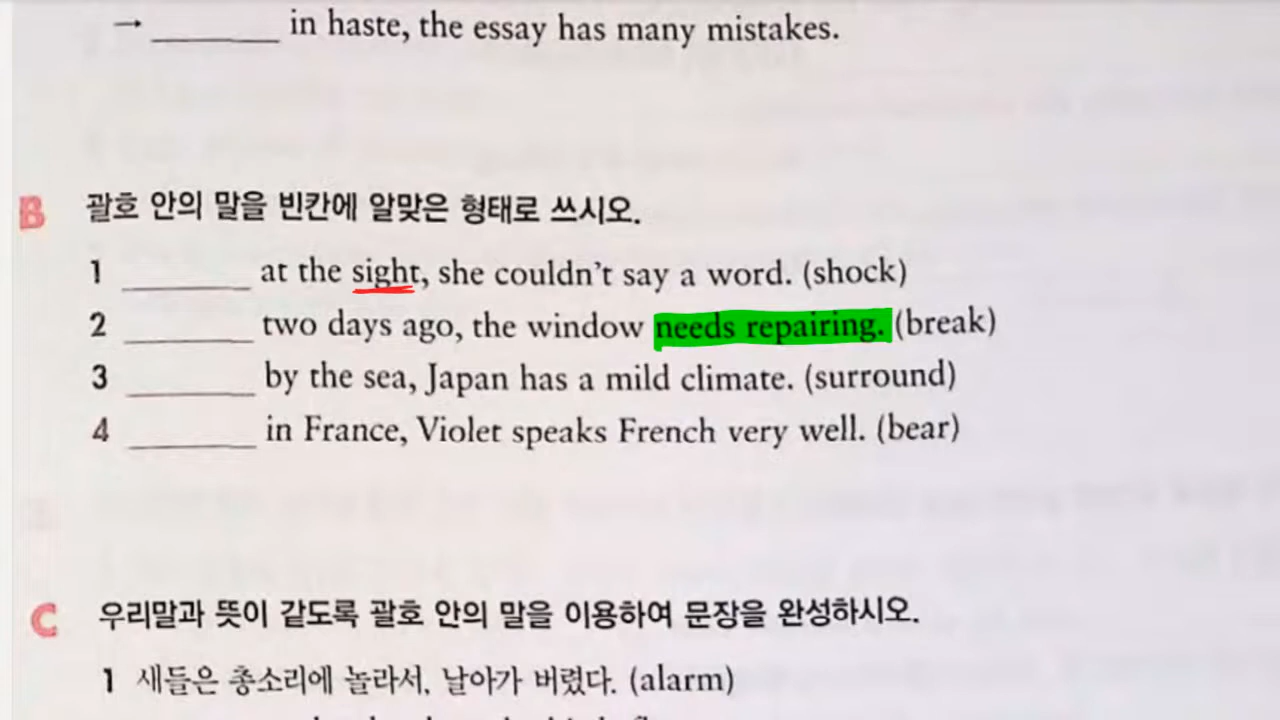 → ______ in haste, the essay has many mistakes.
B 괄호 안의 말을 빈칸에 알맞은 형태로 쓰시오.
1 ______ at the sight, she couldn't say a word. (shock)
2 ______ two days ago, the window needs repairing. (break)
3 ______ by the sea, Japan has a mild climate. (surround)
4 ______ in France, Violet speaks French very well. (bear)
C 우리말과 뜻이 같도록 괄호 안의 말을 이용하여 문장을 완성하시오.
1 새들은 총소리에 놀라서, 날아가 버렸다. (alarm)